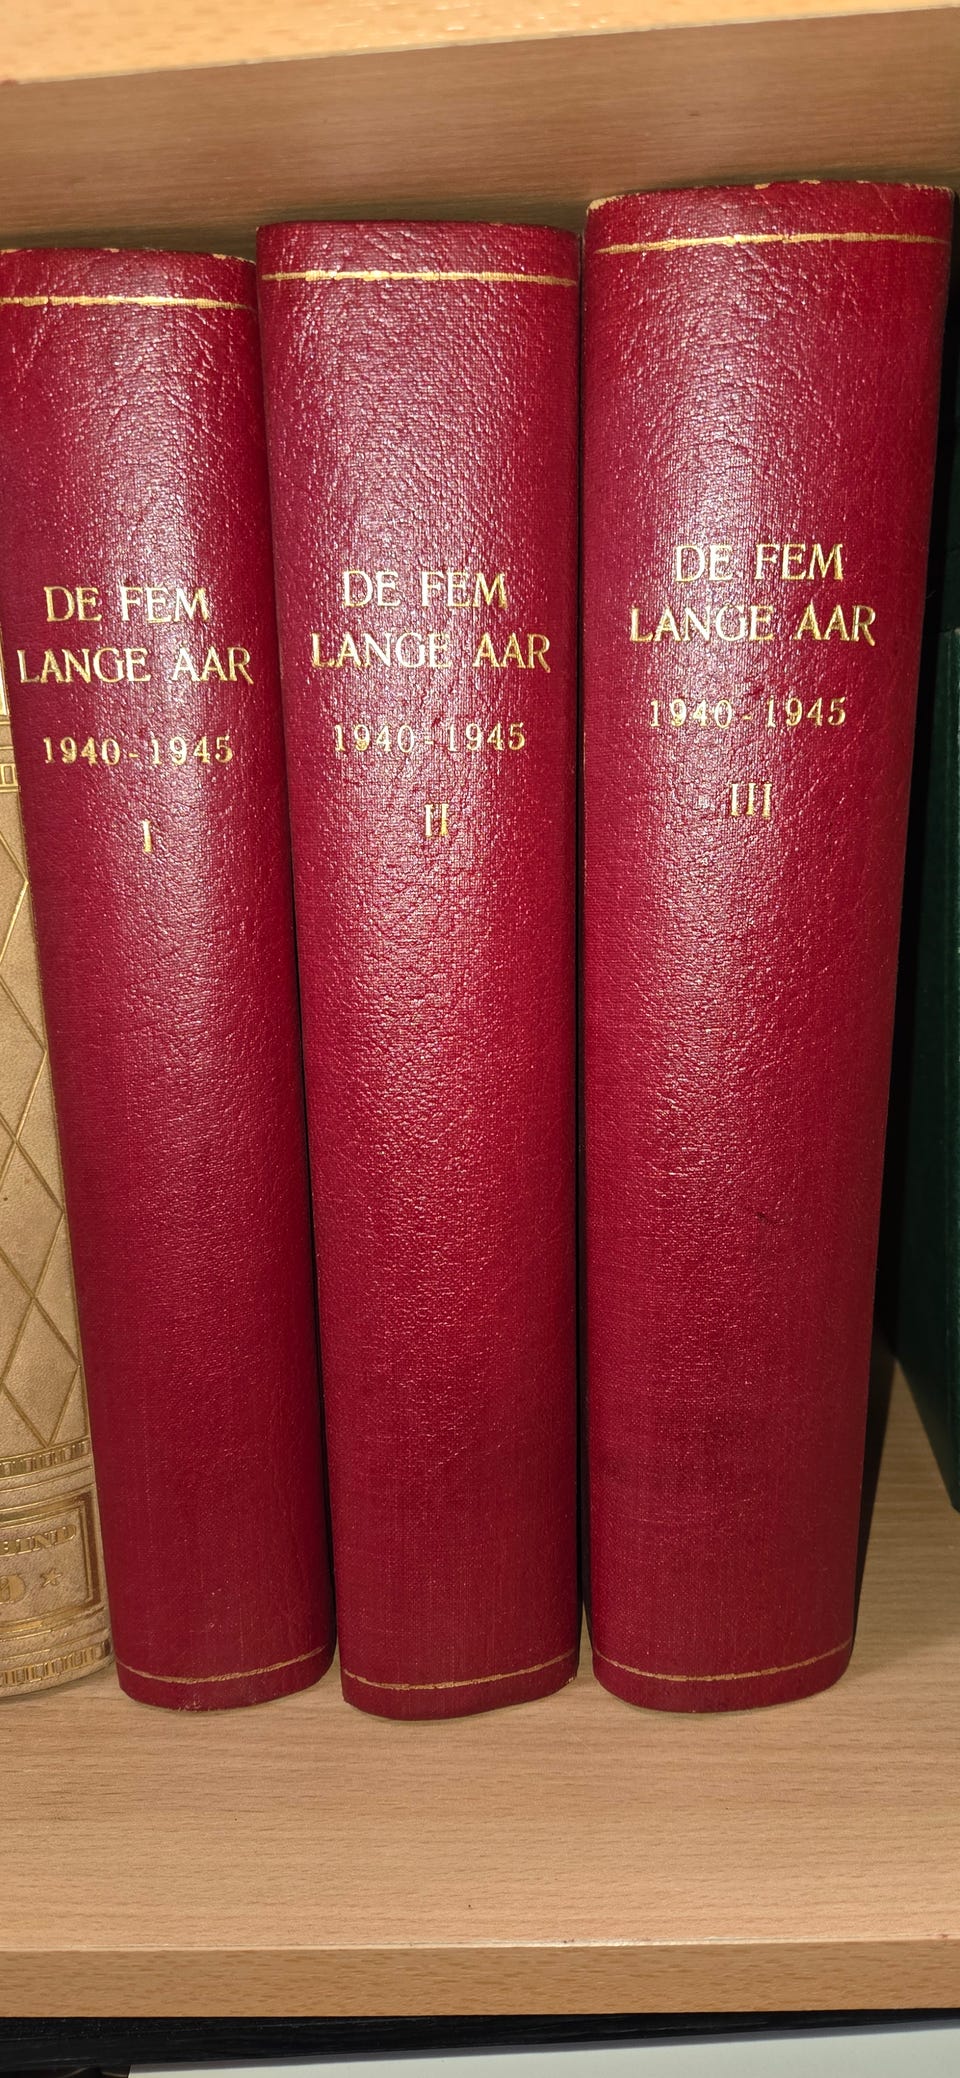 DE FEM
LANGE AAR
1940-1945
I
DE FEM
LANGE AAR
1940-1945
II
DE FEM
LANGE AAR
1940-1945
III